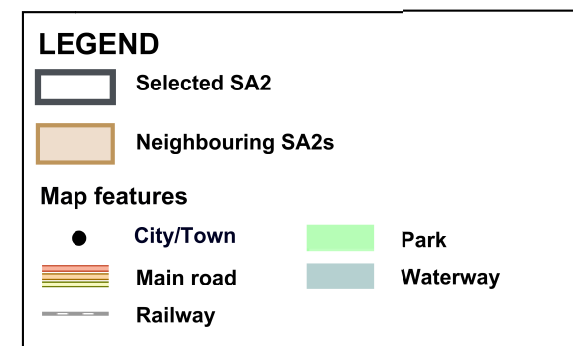 LEGEND
Selected SA2
Neighbouring SA2s
Map features
City/Town
Main road
Railway
Park
Waterway